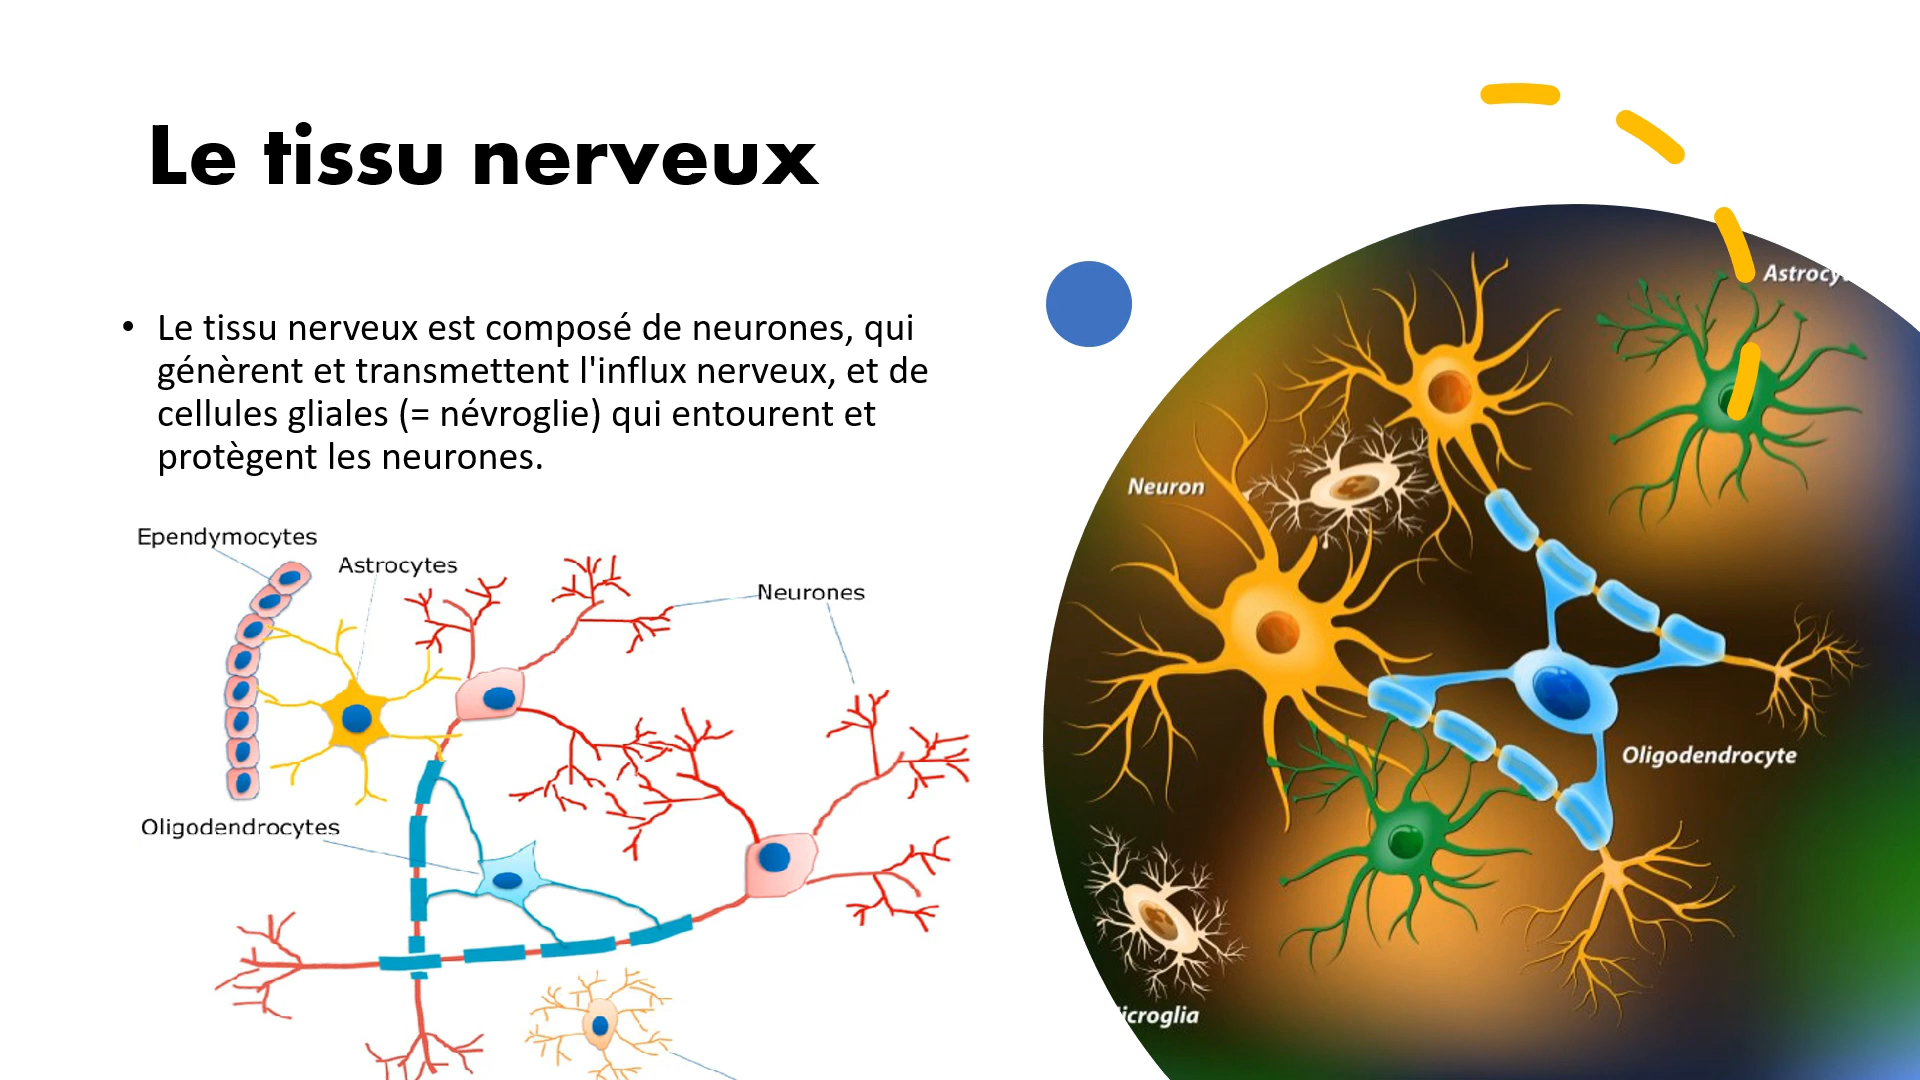 Le tissu nerveux
• Le tissu nerveux est composé de neurones, qui
génèrent et transmettent l'influx nerveux, et de
cellules gliales (= névroglie) qui entourent et
protègent les neurones.
Ependymocytes
Astrocytes
Neurones
Oligodendrocytes
Neuron
Oligodendrocyte